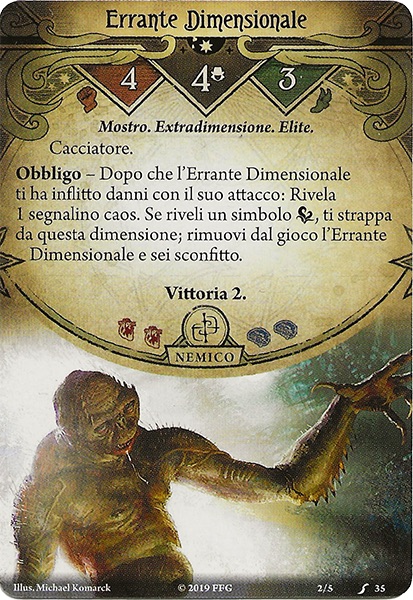 Errante Dimensionale
4 4 3
Mostro. Extradimensione. Elite.
Cacciatore.
Obbligo – Dopo che l'Errante Dimensionale
ti ha inflitto danni con il suo attacco: Rivela
1 segnalino caos. Se riveli un simbolo , ti strappa
da questa dimensione; rimuovi dal gioco l'Errante
Dimensionale e sei sconfitto.
Vittoria 2.
NEMICO
Illus. Michael Komarck © 2019 FFG 2/5 35